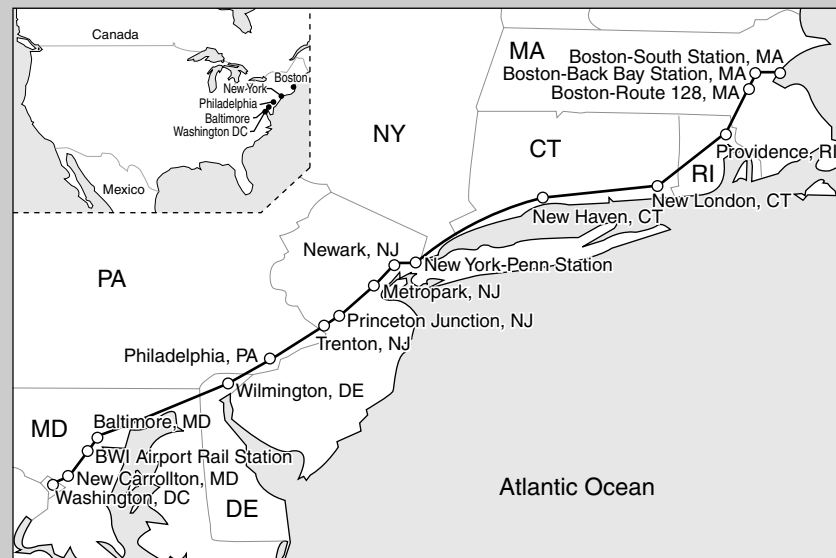 Canada
Boston
New York
Philadelphia
Baltimore
Washington DC
Mexico
MA
Boston-South Station, MA
Boston-Back Bay Station, MA
Boston-Route 128, MA
NY
CT
RI
Providence, RI
New London, CT
New Haven, CT
Newark, NJ
New York-Penn Station
PA
Metropark, NJ
Princeton Junction, NJ
Trenton, NJ
Philadelphia, PA
Wilmington, DE
MD
Baltimore, MD
BWI Airport Rail Station
New Carrollton, MD
Washington, DC
DE
Atlantic Ocean